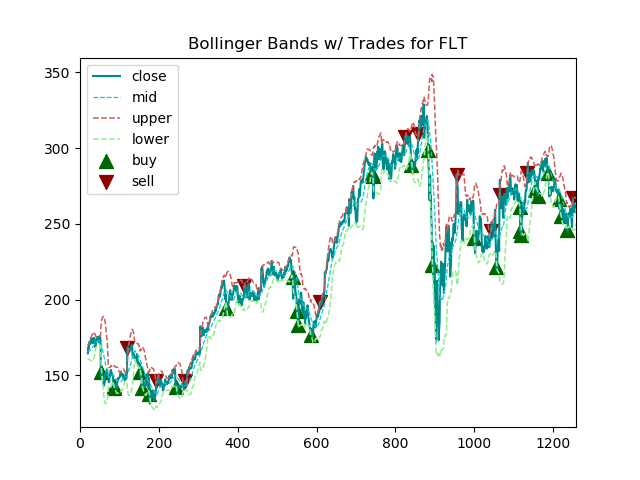 Bollinger Bands w/ Trades for FLT
350
300
250
200
150
close
mid
upper
lower
buy
sell
0 200 400 600 800 1000 1200